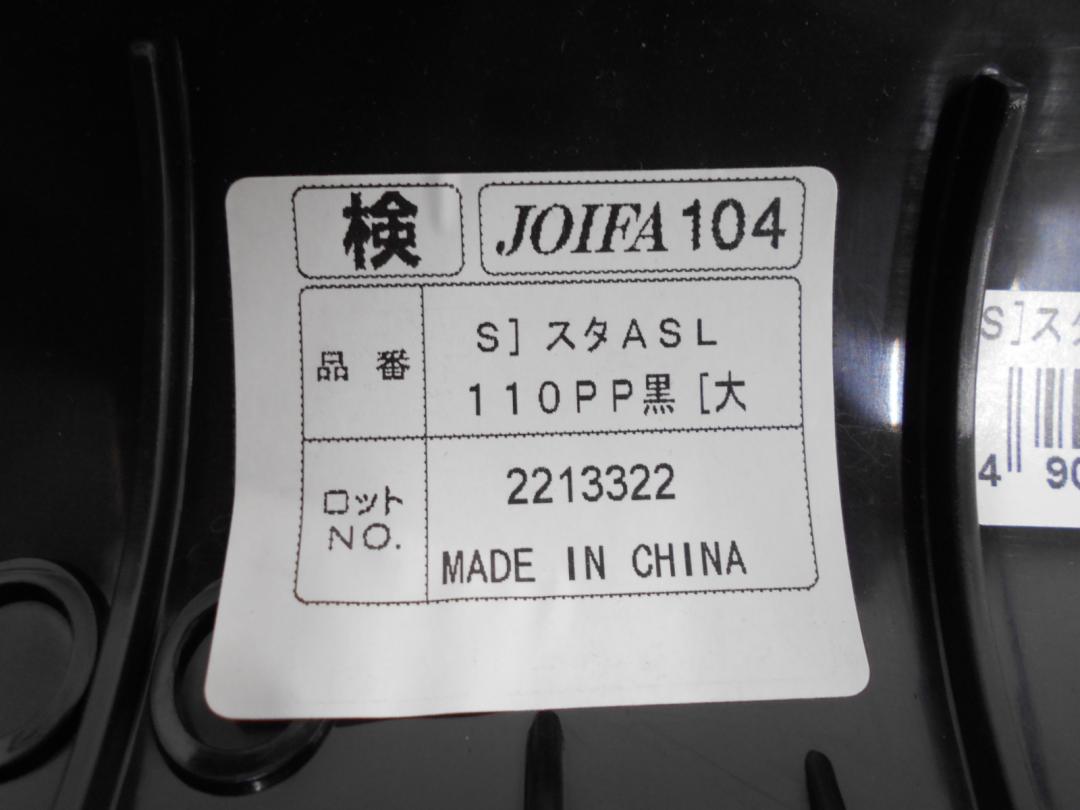 検
JOIFA 104
品番
S］スタASL
110PP黒［大
ロット
NO.
2213322
MADE IN CHINA
S］スタ
4 90